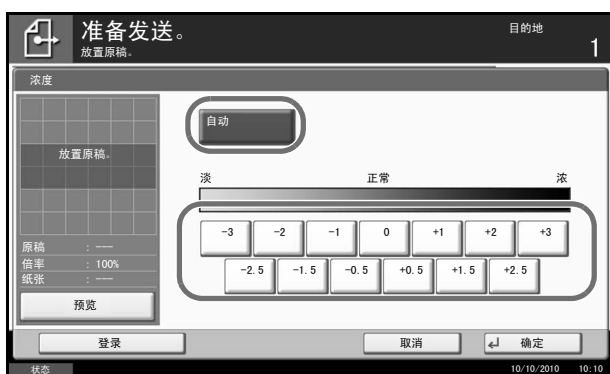 准备发送。
目的地
放置原稿。
1
浓度
自动
放置原稿。
淡 正常 浓
-3 -2 -1 0 +1 +2 +3
-2.5 -1.5 -0.5 +0.5 +1.5 +2.5
原稿 : ---
倍率 : 100%
纸张 : ---
预览
登录 取消 确定
状态 10/10/2010 10:10